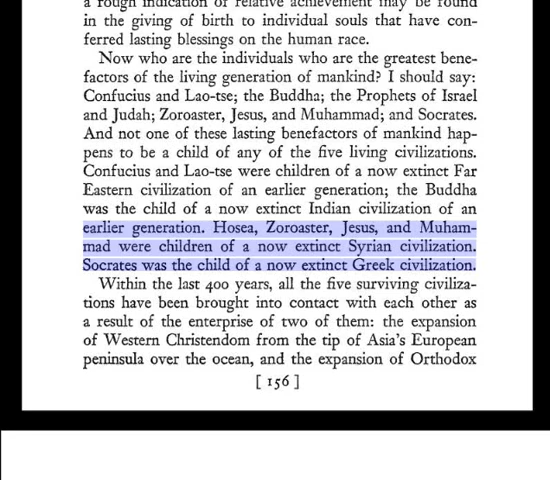 a rough indication of relative achievement may be found
in the giving of birth to individual souls that have con-
ferred lasting blessings on the human race.
Now who are the individuals who are the greatest bene-
factors of the living generation of mankind? I should say:
Confucius and Lao-tse; the Buddha; the Prophets of Israel
and Judah; Zoroaster, Jesus, and Muhammad; and Socrates.
And not one of these lasting benefactors of mankind hap-
pens to be a child of any of the five living civilizations.
Confucius and Lao-tse were children of a now extinct Far
Eastern civilization of an earlier generation; the Buddha
was the child of a now extinct Indian civilization of an
earlier generation. Hosea, Zoroaster, Jesus, and Muham-
mad were children of a now extinct Syrian civilization.
Socrates was the child of a now extinct Greek civilization.
Within the last 400 years, all the five surviving civiliza-
tions have been brought into contact with each other as
a result of the enterprise of two of them: the expansion
of Western Christendom from the tip of Asia's European
peninsula over the ocean, and the expansion of Orthodox
[ 156 ]